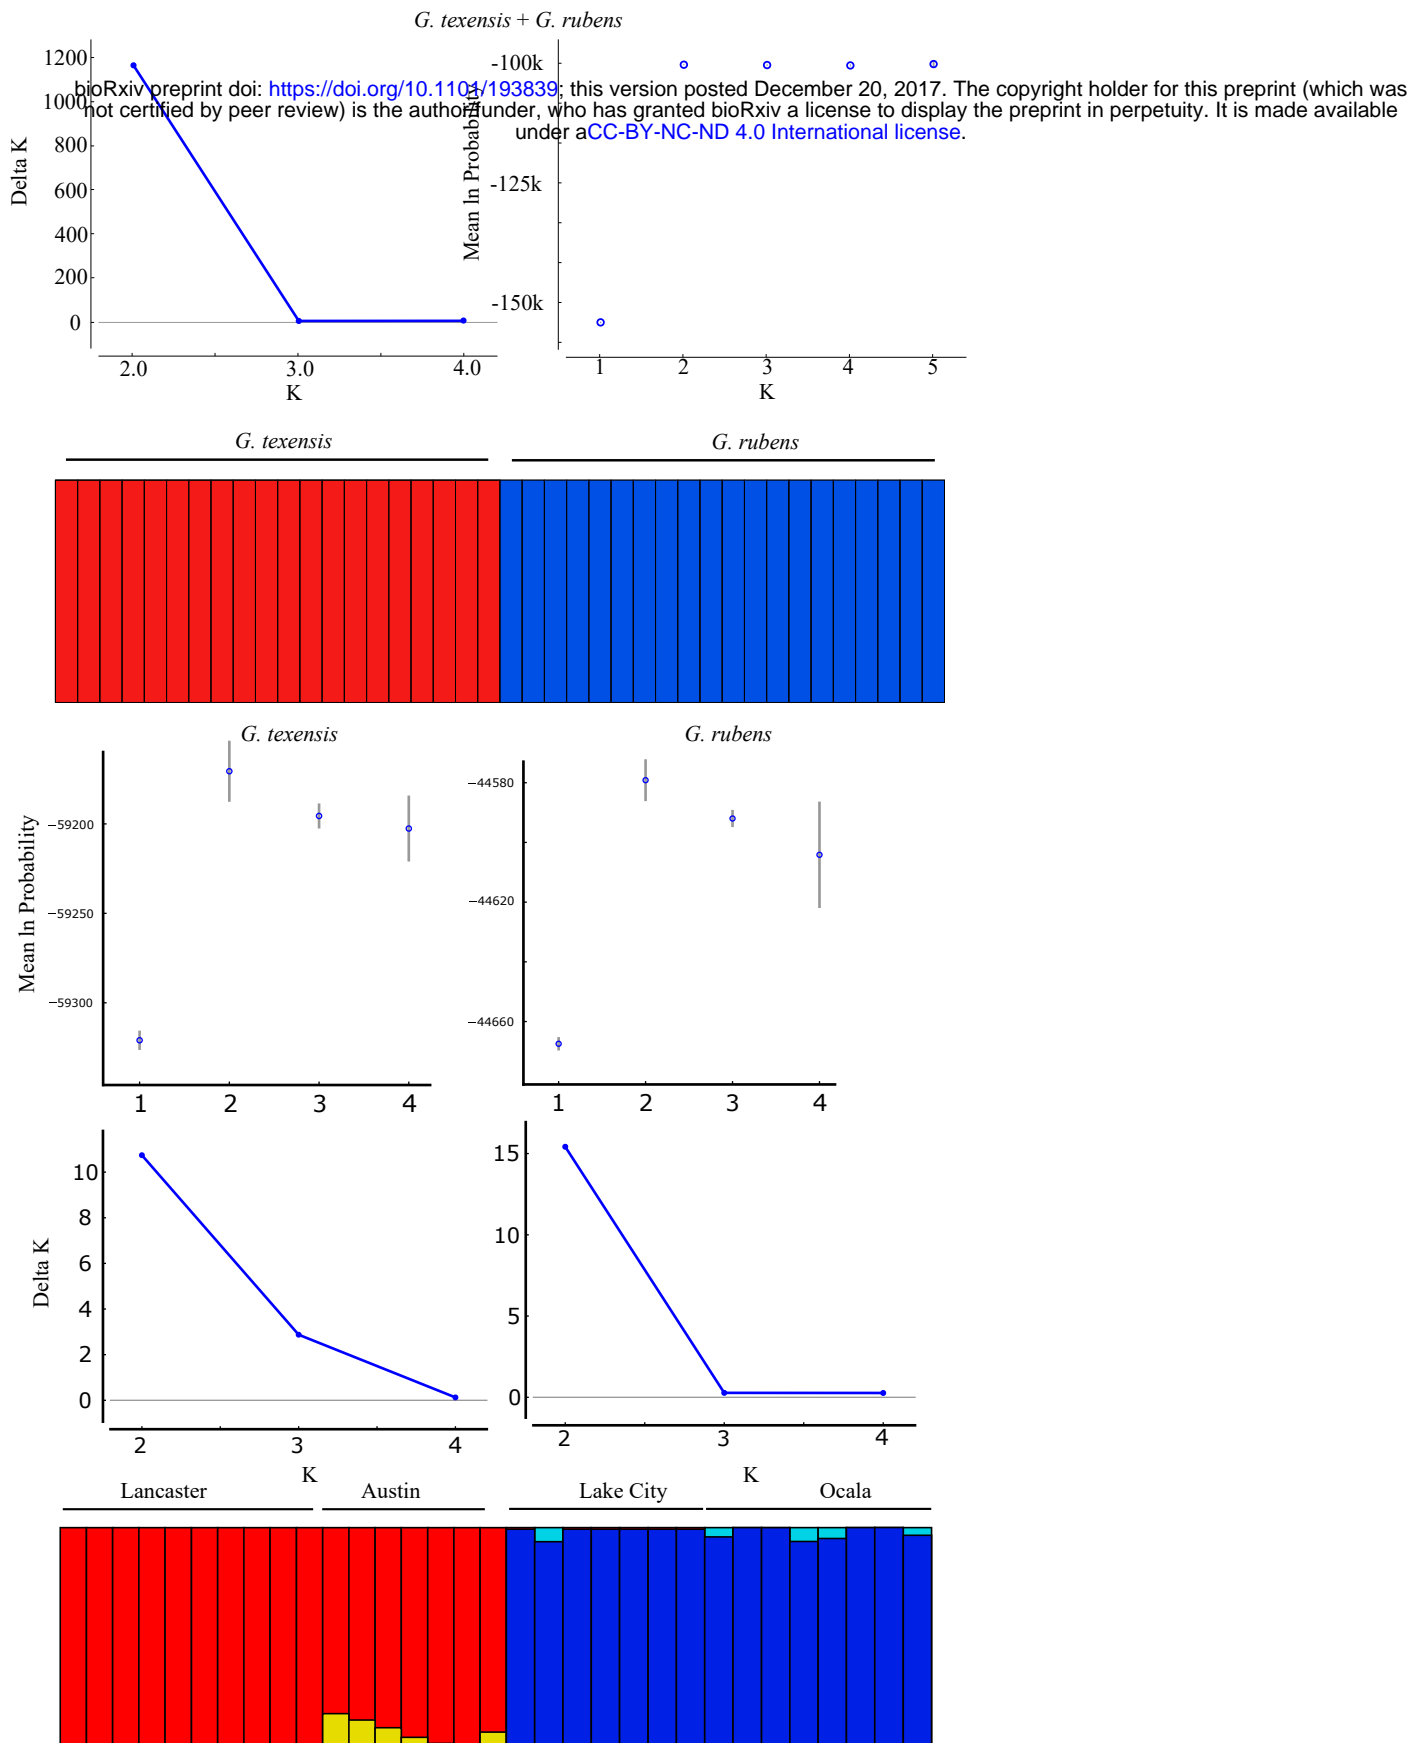 G. texensis + G. rubens
bioRxiv preprint doi: https://doi.org/10.1101/193839; this version posted December 20, 2017. The copyright holder for this preprint (which was
not certified by peer review) is the author/funder, who has granted bioRxiv a license to display the preprint in perpetuity. It is made available
under aCC-BY-NC-ND 4.0 International license.
Delta K
1200
1000
800
600
400
200
0
2.0 3.0 4.0
K
Mean ln Probability
-100k
-125k
-150k
1 2 3 4 5
K
G. texensis G. rubens
G. texensis
Mean ln Probability
−59200
−59250
−59300
1 2 3 4
G. rubens
−44580
−44620
−44660
1 2 3 4
Delta K
10
8
6
4
2
0
2 3 4
K
15
10
5
0
2 3 4
K
Lancaster Austin Lake City Ocala